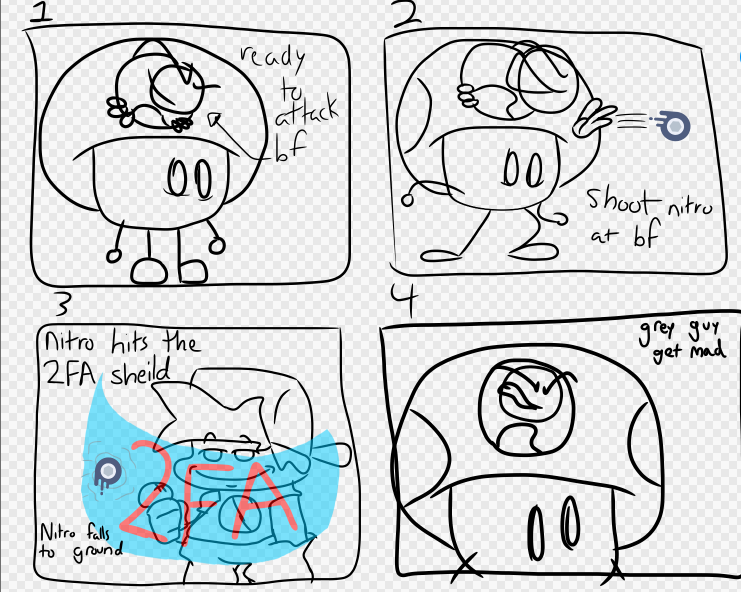 1
ready
to
attack
bf
2
shoot nitro
at bf
3
Nitro hits the
2FA sheild
2FA
Nitro falls
to ground
4
grey guy
get mad